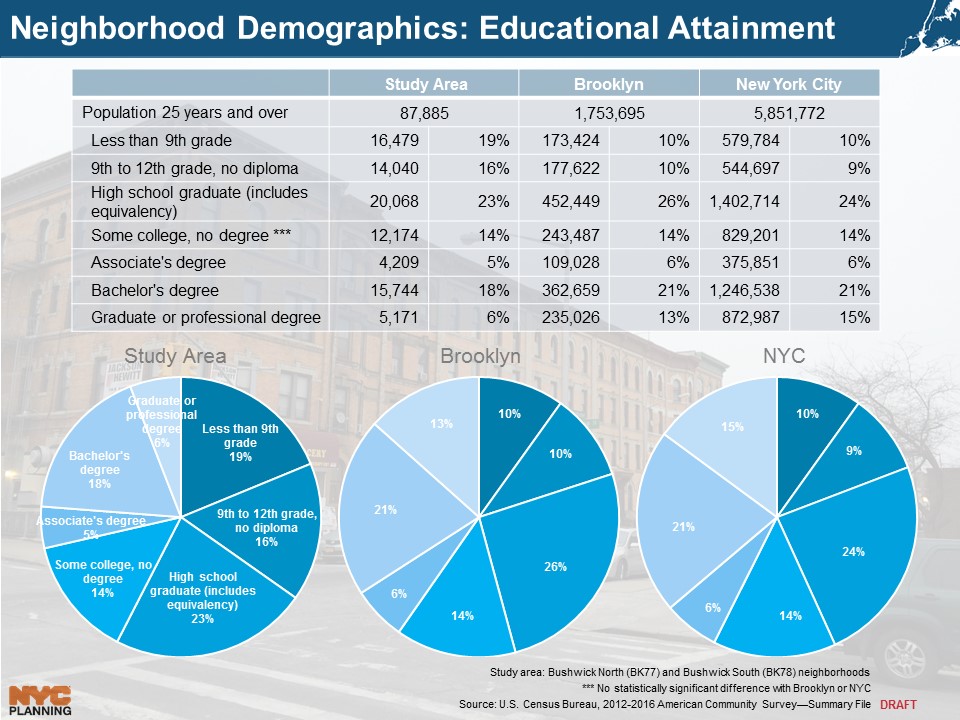 Neighborhood Demographics: Educational Attainment
Study Area Brooklyn New York City
Population 25 years and over 87,885 1,753,695 5,851,772
Less than 9th grade 16,479 19% 173,424 10% 579,784 10%
9th to 12th grade, no diploma 14,040 16% 177,622 10% 544,697 9%
High school graduate (includes
equivalency) 20,068 23% 452,449 26% 1,402,714 24%
Some college, no degree *** 12,174 14% 243,487 14% 829,201 14%
Associate's degree 4,209 5% 109,028 6% 375,851 6%
Bachelor's degree 15,744 18% 362,659 21% 1,246,538 21%
Graduate or professional degree 5,171 6% 235,026 13% 872,987 15%
Study Area
Graduate or
professional
degree
6%
Less than 9th
grade
19%
Bachelor's
degree
18%
9th to 12th grade,
no diploma
16%
Associate's degree
5%
Some college, no
degree
14%
High school
graduate (includes
equivalency)
23%
Brooklyn
10%
13%
10%
21%
26%
6%
14%
NYC
10%
15%
9%
21%
24%
6%
14%
JACKSON
HEWITT
Study area: Bushwick North (BK77) and Bushwick South (BK78) neighborhoods
*** No statistically significant difference with Brooklyn or NYC
Source: U.S. Census Bureau, 2012-2016 American Community Survey—Summary File DRAFT
NYC
PLANNING